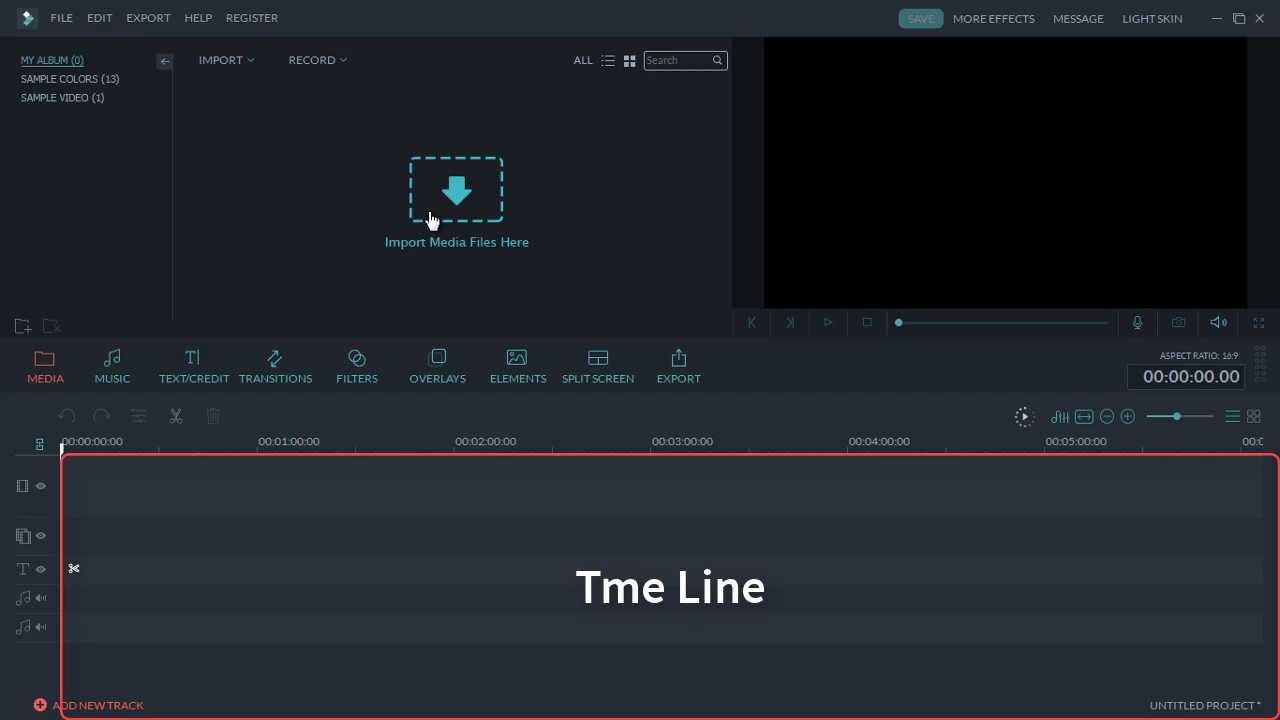 FILE EDIT EXPORT HELP REGISTER SAVE MORE EFFECTS MESSAGE LIGHT SKIN
MY ALBUM (0) IMPORT RECORD ALL Search
SAMPLE COLORS (13)
SAMPLE VIDEO (1)
Import Media Files Here
ASPECT RATIO: 16:9
MEDIA MUSIC TEXT/CREDIT TRANSITIONS FILTERS OVERLAYS ELEMENTS SPLIT SCREEN EXPORT 00:00:00.00
00:00:00:00 00:01:00:00 00:02:00:00 00:03:00:00 00:04:00:00 00:05:00:00 00:0
Tme Line
ADD NEW TRACK UNTITLED PROJECT *